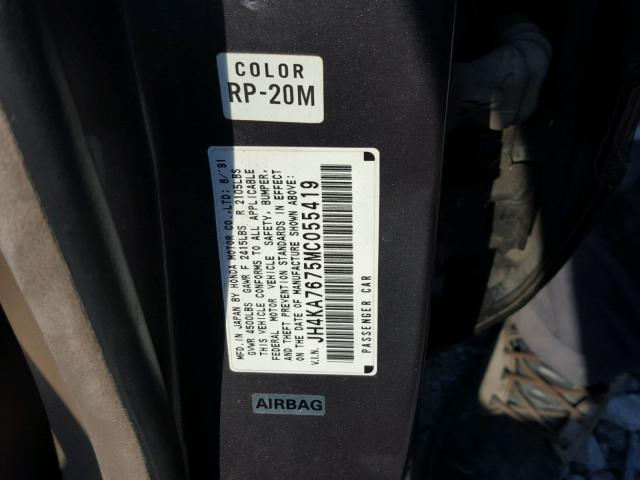 COLOR
RP-20M
MFD. IN JAPAN BY HONDA MOTOR CO., LTD: 8/'91
GVWR 4500LBS GAWR F 2415LBS R 2105LBS
THIS VEHICLE CONFORMS TO ALL APPLICABLE
FEDERAL MOTOR VEHICLE SAFETY, BUMPER,
AND THEFT PREVENTION STANDARDS IN EFFECT
ON THE DATE OF MANUFACTURE SHOWN ABOVE:
V.I.N. JH4KA7675MC055419
PASSENGER CAR
AIRBAG